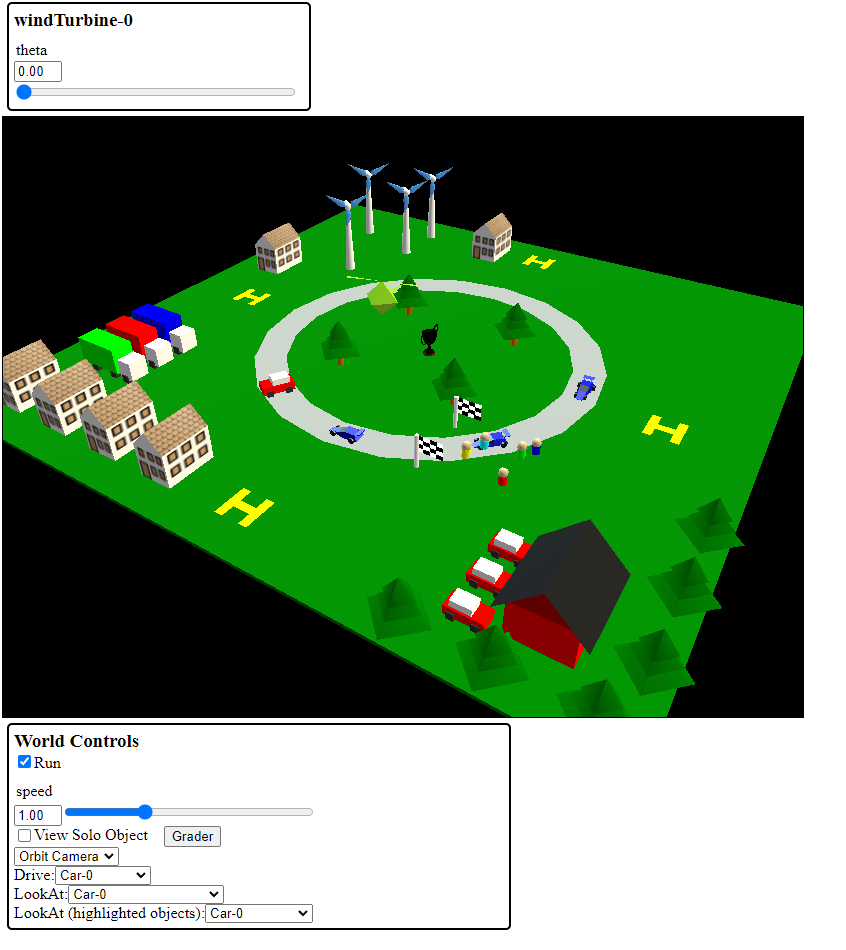 windTurbine-0
theta
0.00
H
H
H
H
World Controls
Run
speed
1.00
View Solo Object Grader
Orbit Camera
Drive: Car-0
LookAt: Car-0
LookAt (highlighted objects): Car-0